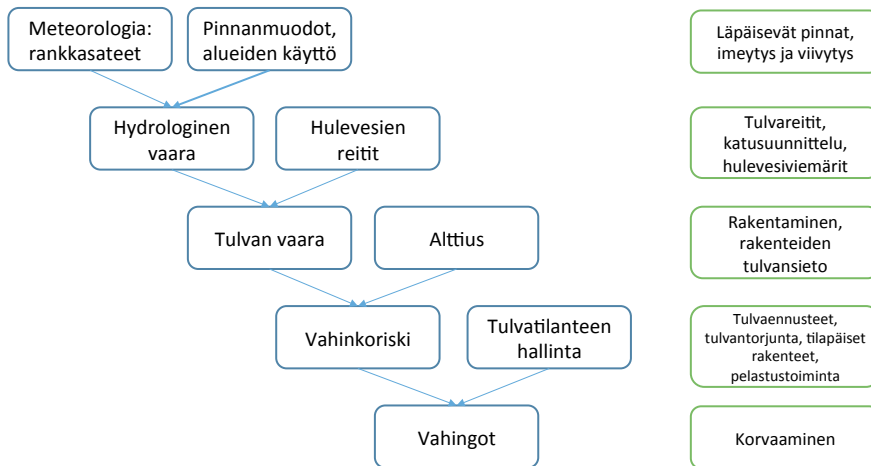 Meteorologia:
rankkasateet
Pinnanmuodot,
alueiden käyttö
Läpäisevät pinnat,
imeytys ja viivytys
Hydrologinen
vaara
Hulevesien
reitit
Tulvareitit,
katusuunnittelu,
hulevesiviemärit
Tulvan vaara
Alttius
Rakentaminen,
rakenteiden
tulvansieto
Vahinkoriski
Tulvatilanteen
hallinta
Tulvaennusteet,
tulvantorjunta, tilapäiset
rakenteet,
pelastustoiminta
Vahingot
Korvaaminen